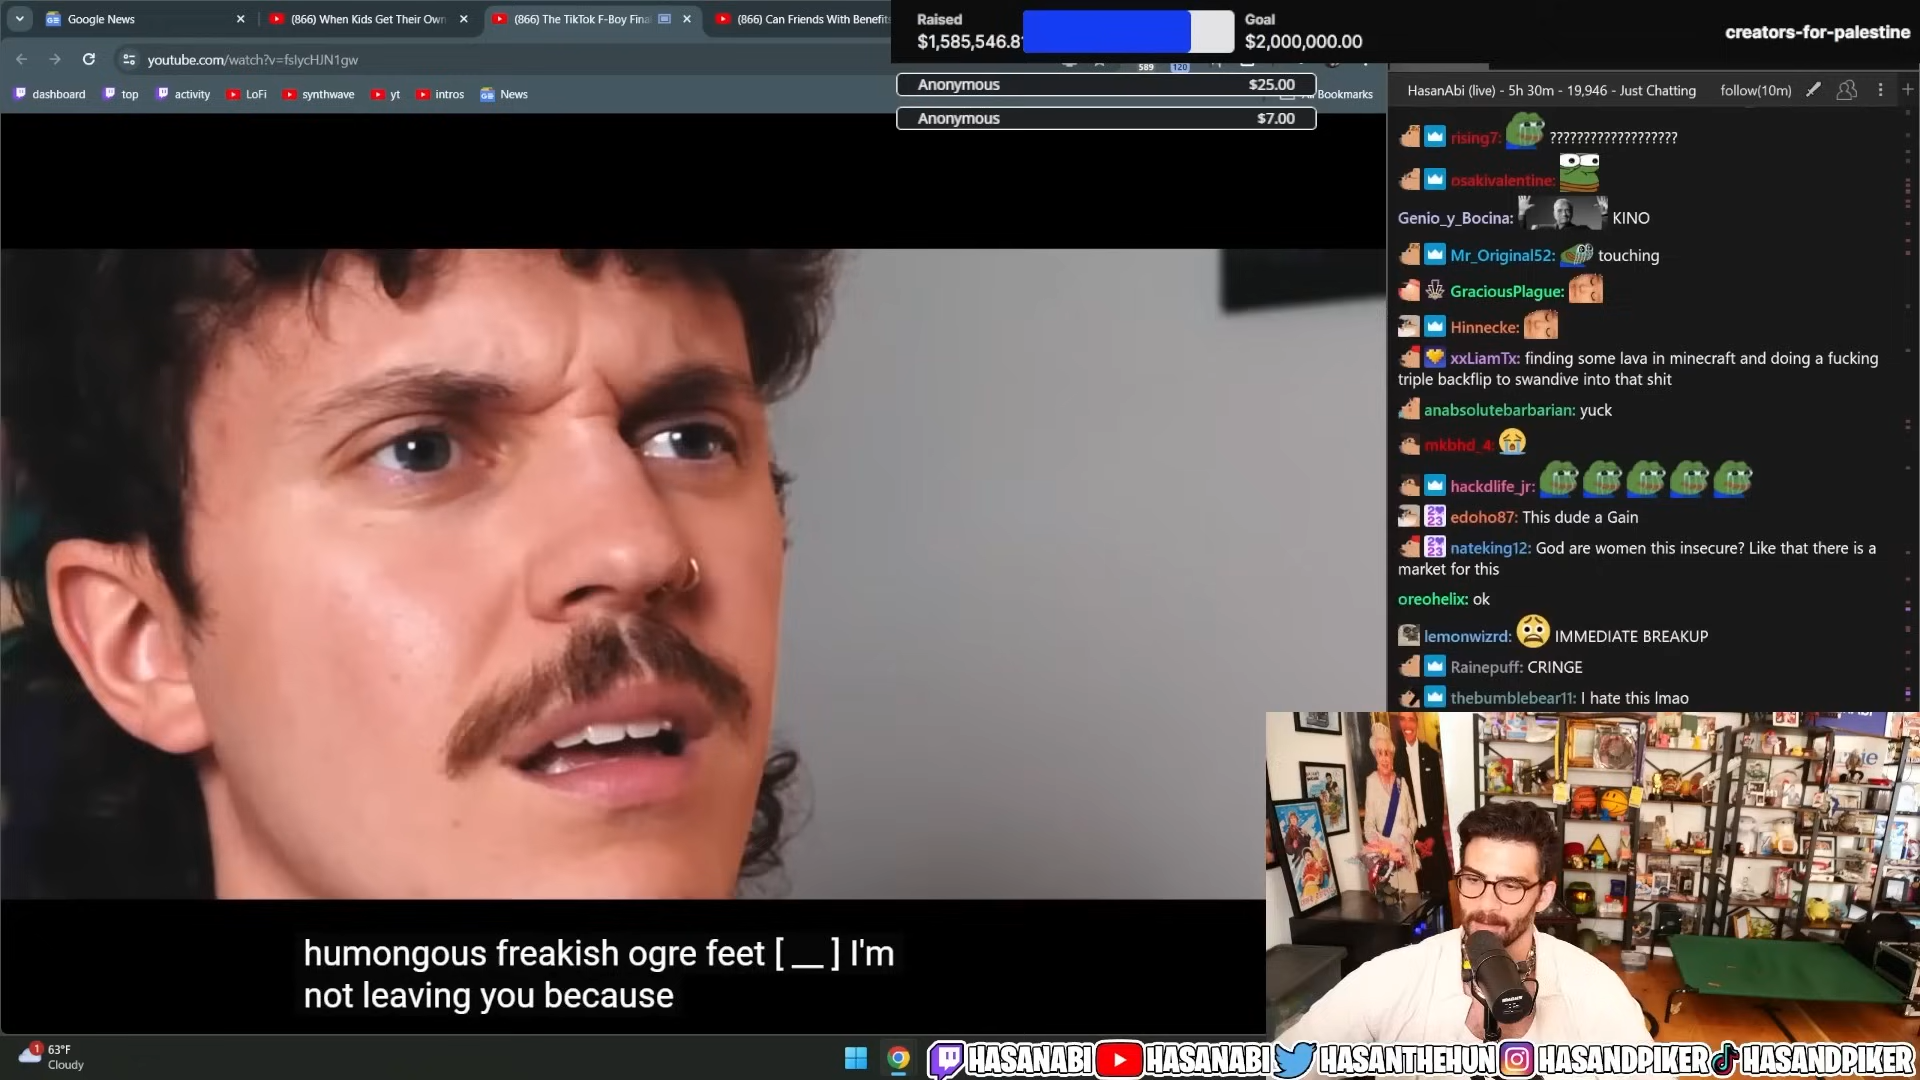 Google News
(866) When Kids Get Their Own
(866) The TikTok F-Boy Fina
(866) Can Friends With Benefits
Raised
$1,585,546.8
Goal
$2,000,000.00
creators-for-palestine
youtube.com/watch?v=fslycHJN1gw
589
120
Anonymous $25.00
Anonymous $7.00
dashboard top activity LoFi synthwave yt intros News
Bookmarks
HasanAbi (live) - 5h 30m - 19,946 - Just Chatting follow(10m)
rising7: ???????????????????
osakivalentine:
Genio_y_Bocina: KINO
Mr_Original52: touching
GraciousPlague:
Hinnecke:
xxLiamTx: finding some lava in minecraft and doing a fucking
triple backflip to swandive into that shit
anabsolutebarbarian: yuck
mkbhd_4:
hackdlife_jr:
edoho87: This dude a Gain
nateking12: God are women this insecure? Like that there is a
market for this
oreohelix: ok
lemonwizrd: IMMEDIATE BREAKUP
Rainepuff: CRINGE
thebumblebear11: I hate this lmao
humongous freakish ogre feet [ __ ] I'm
not leaving you because
1
63°F
Cloudy
HASANABI HASANABI HASANTHEHUN HASANDPIKER HASANDPIKER